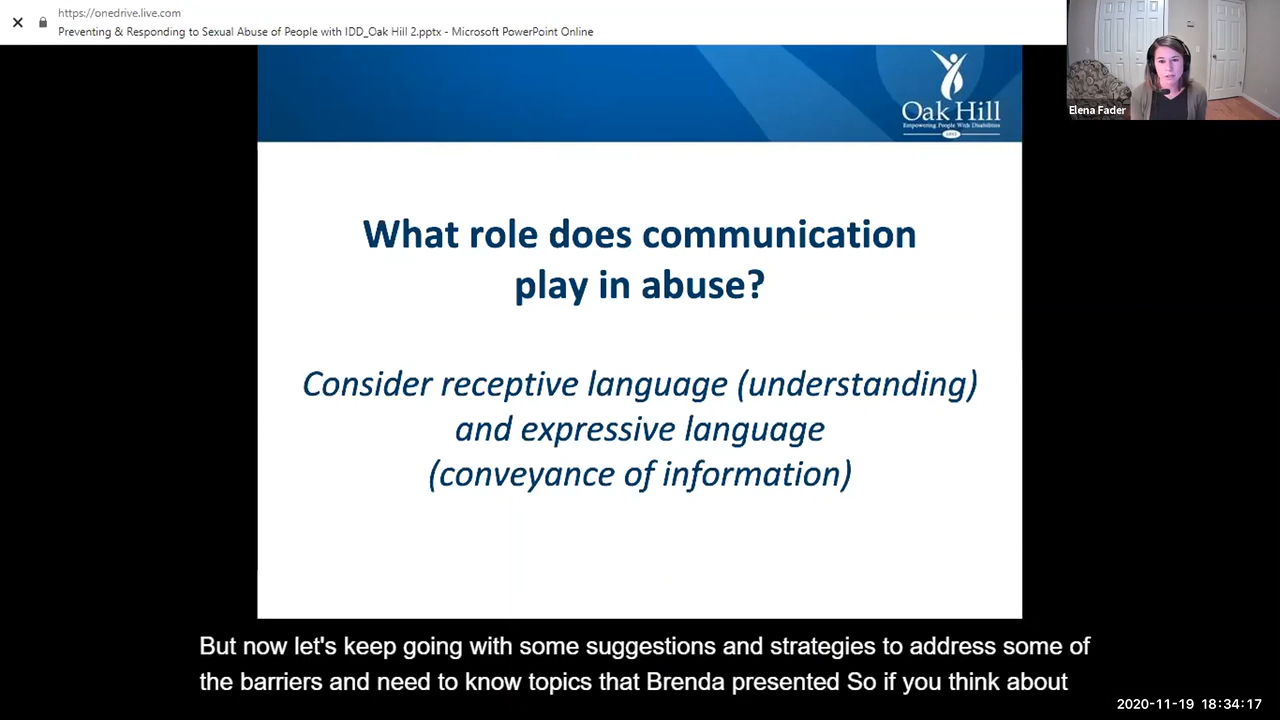 https://onedrive.live.com
Preventing & Responding to Sexual Abuse of People with IDD_Oak Hill 2.pptx - Microsoft PowerPoint Online
Elena Fader
Oak Hill
Empowering People With Disabilities
What role does communication
play in abuse?
Consider receptive language (understanding)
and expressive language
(conveyance of information)
But now let's keep going with some suggestions and strategies to address some of
the barriers and need to know topics that Brenda presented So if you think about
2020-11-19 18:34:17